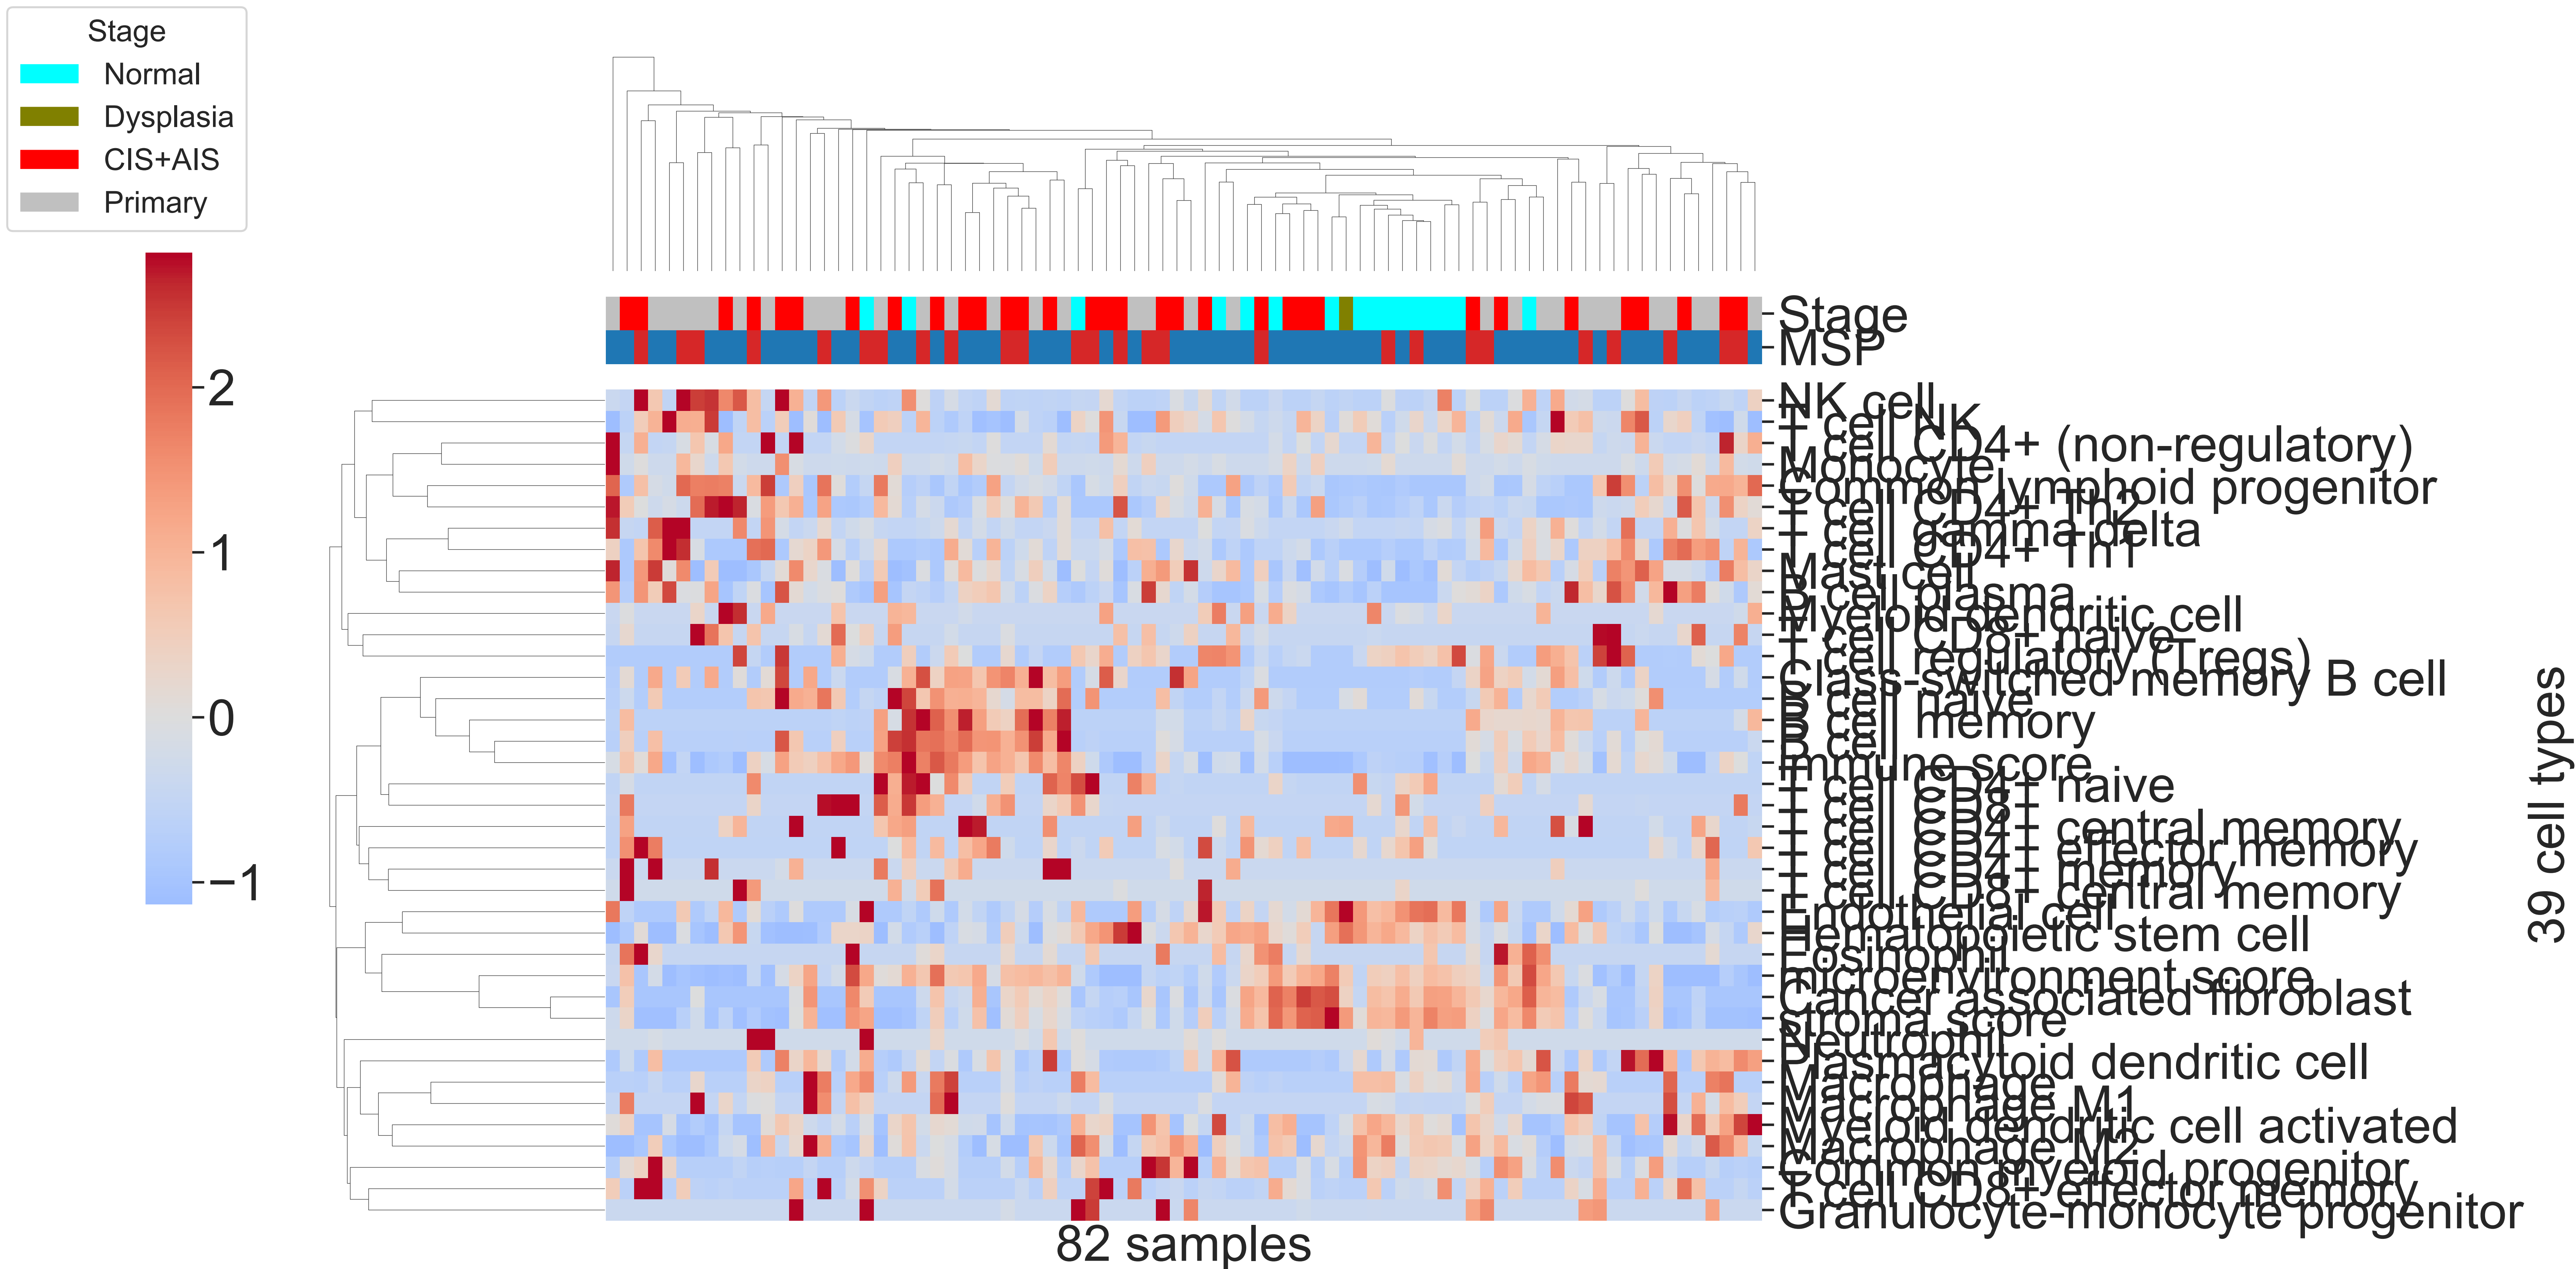 Stage
Normal
Dysplasia
CIS+AIS
Primary
2
1
0
−1
Stage
MSP
NK cell
T cell NK
T cell CD4+ (non-regulatory)
Monocyte
Common lymphoid progenitor
T cell CD4+ Th2
T cell gamma delta
T cell CD4+ Th1
Mast cell
B cell plasma
Myeloid dendritic cell
T cell CD8+ naive
T cell regulatory (Tregs)
Class-switched memory B cell
B cell naive
B cell memory
B cell
immune score
T cell CD4+ naive
T cell CD8+
T cell CD4+ central memory
T cell CD4+ effector memory
T cell CD4+ memory
T cell CD8+ central memory
Endothelial cell
Hematopoietic stem cell
Eosinophil
microenvironment score
Cancer associated fibroblast
stroma score
Neutrophil
Plasmacytoid dendritic cell
Macrophage
Macrophage M1
Myeloid dendritic cell activated
Macrophage M2
Common myeloid progenitor
T cell CD8+ effector memory
Granulocyte-monocyte progenitor
39 cell types
82 samples